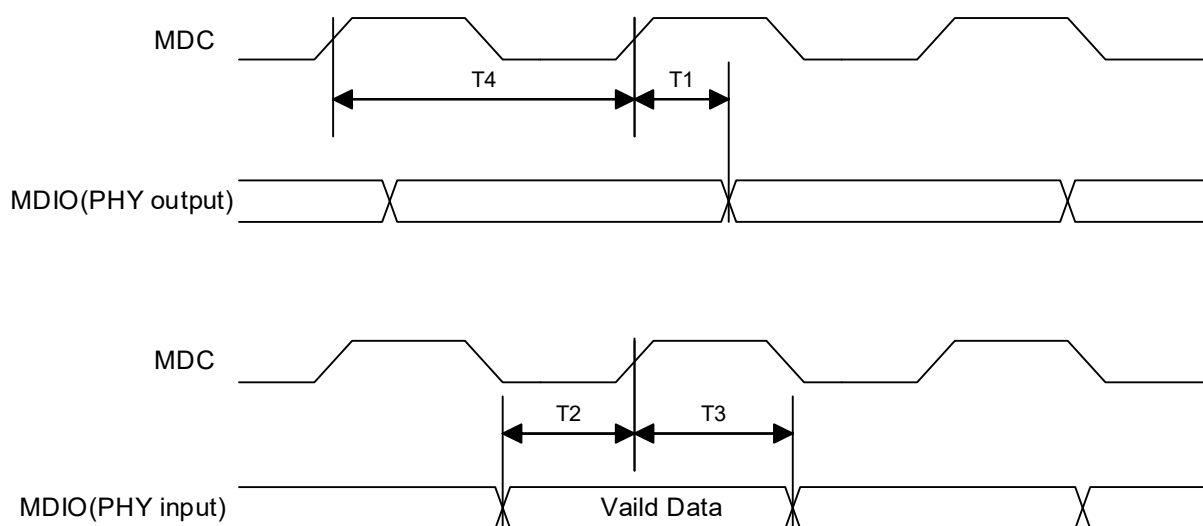 MDC
T4
T1
MDIO(PHY output)
MDC
T2
T3
MDIO(PHY input)
Vaild Data